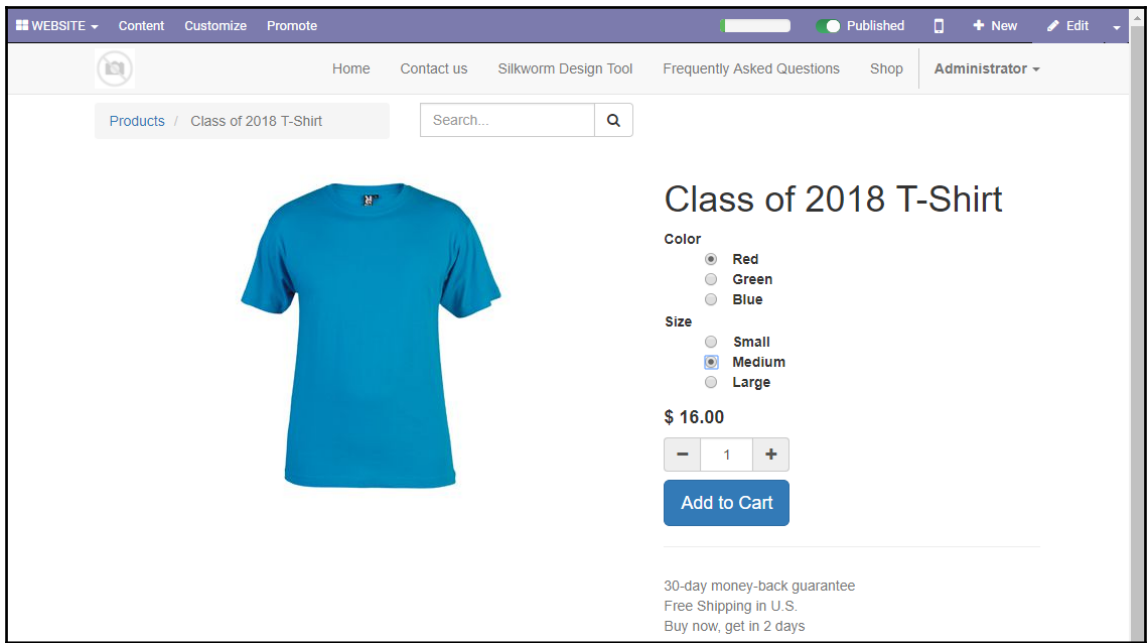 WEBSITE Content Customize Promote Published New Edit
Home Contact us Silkworm Design Tool Frequently Asked Questions Shop Administrator
Products / Class of 2018 T-Shirt Search...
Class of 2018 T-Shirt
Color
Red
Green
Blue
Size
Small
Medium
Large
$ 16.00
1
Add to Cart
30-day money-back guarantee
Free Shipping in U.S.
Buy now, get in 2 days